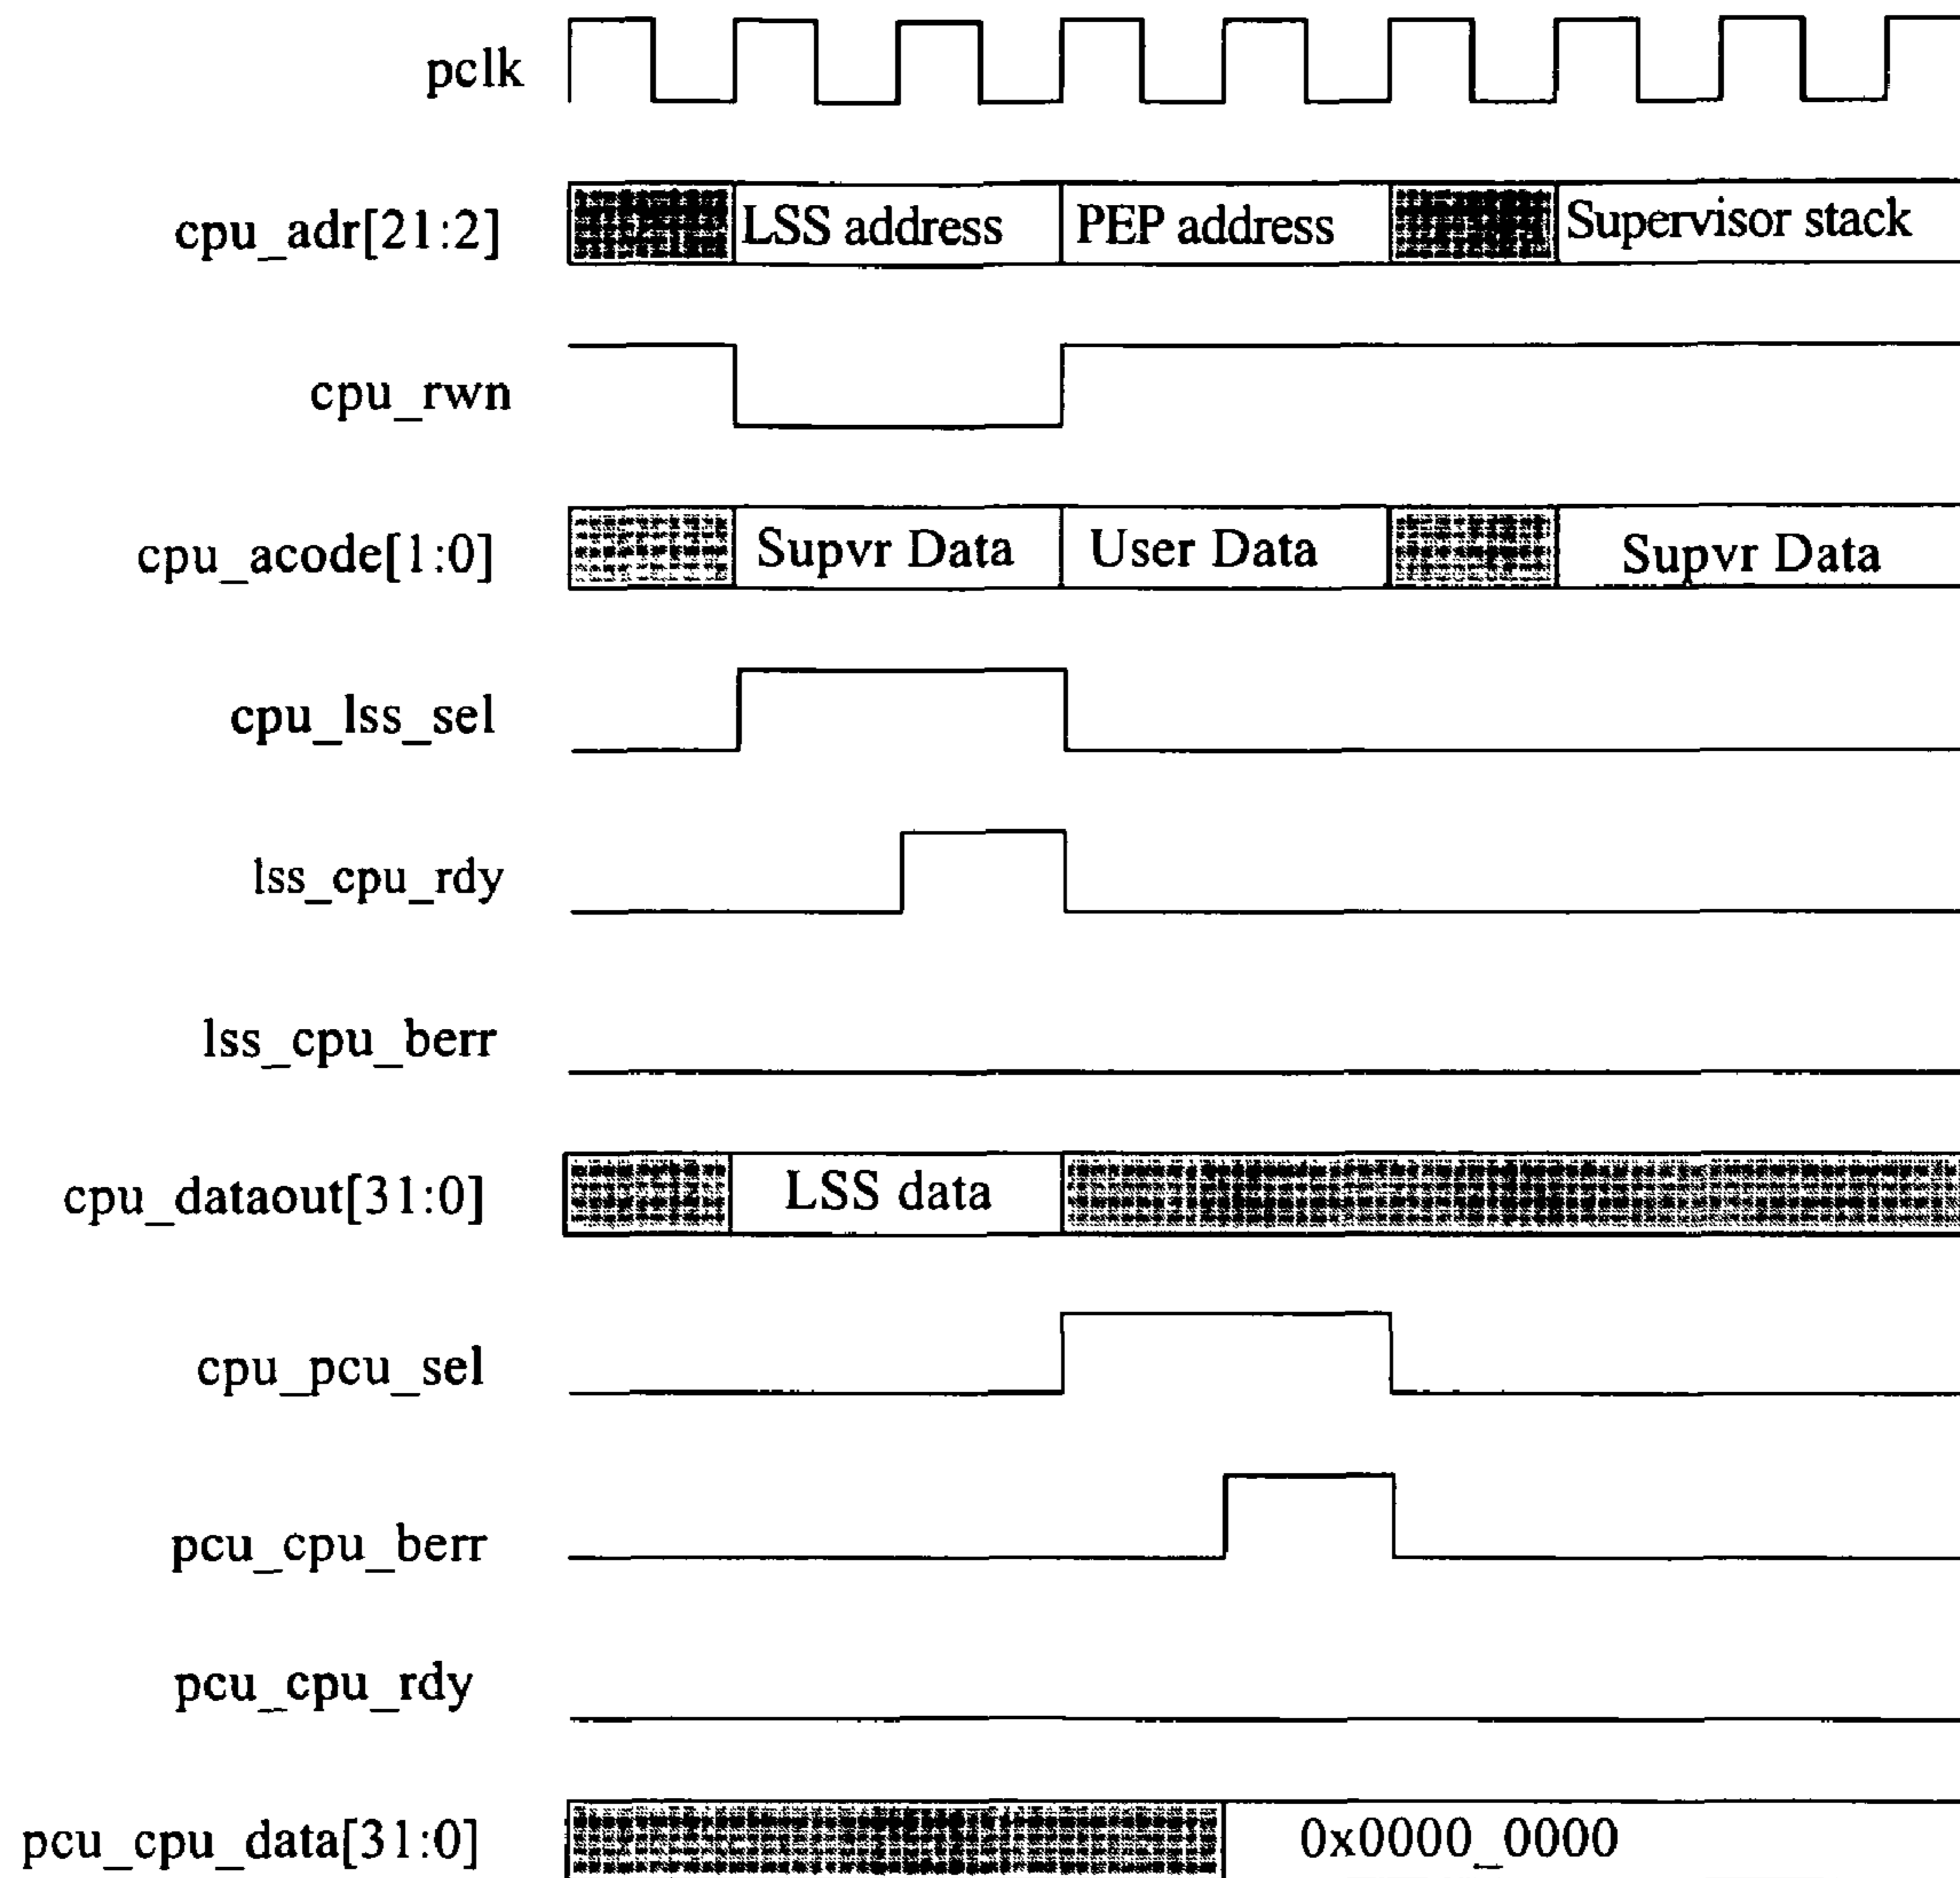 pclk
cpu_adr[21:2] LSS address PEP address Supervisor stack
cpu_rwn
cpu_acode[1:0] Supvr Data User Data Supvr Data
cpu_lss_sel
lss_cpu_rdy
lss_cpu_berr
cpu_dataout[31:0] LSS data
cpu_pcu_sel
pcu_cpu_berr
pcu_cpu_rdy
pcu_cpu_data[31:0] 0x0000_0000